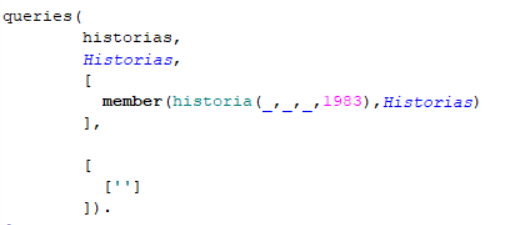 queries(
historias,
Historias,
[
member(historia(_,_,_,1983),Historias)
],
[
['']
]).